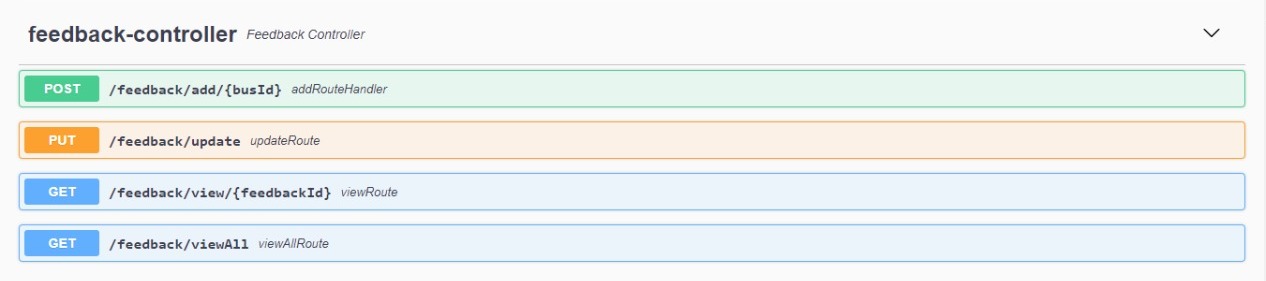 feedback-controller Feedback Controller
POST /feedback/add/{busId} addRouteHandler
PUT /feedback/update updateRoute
GET /feedback/view/{feedbackId} viewRoute
GET /feedback/viewAll viewAllRoute